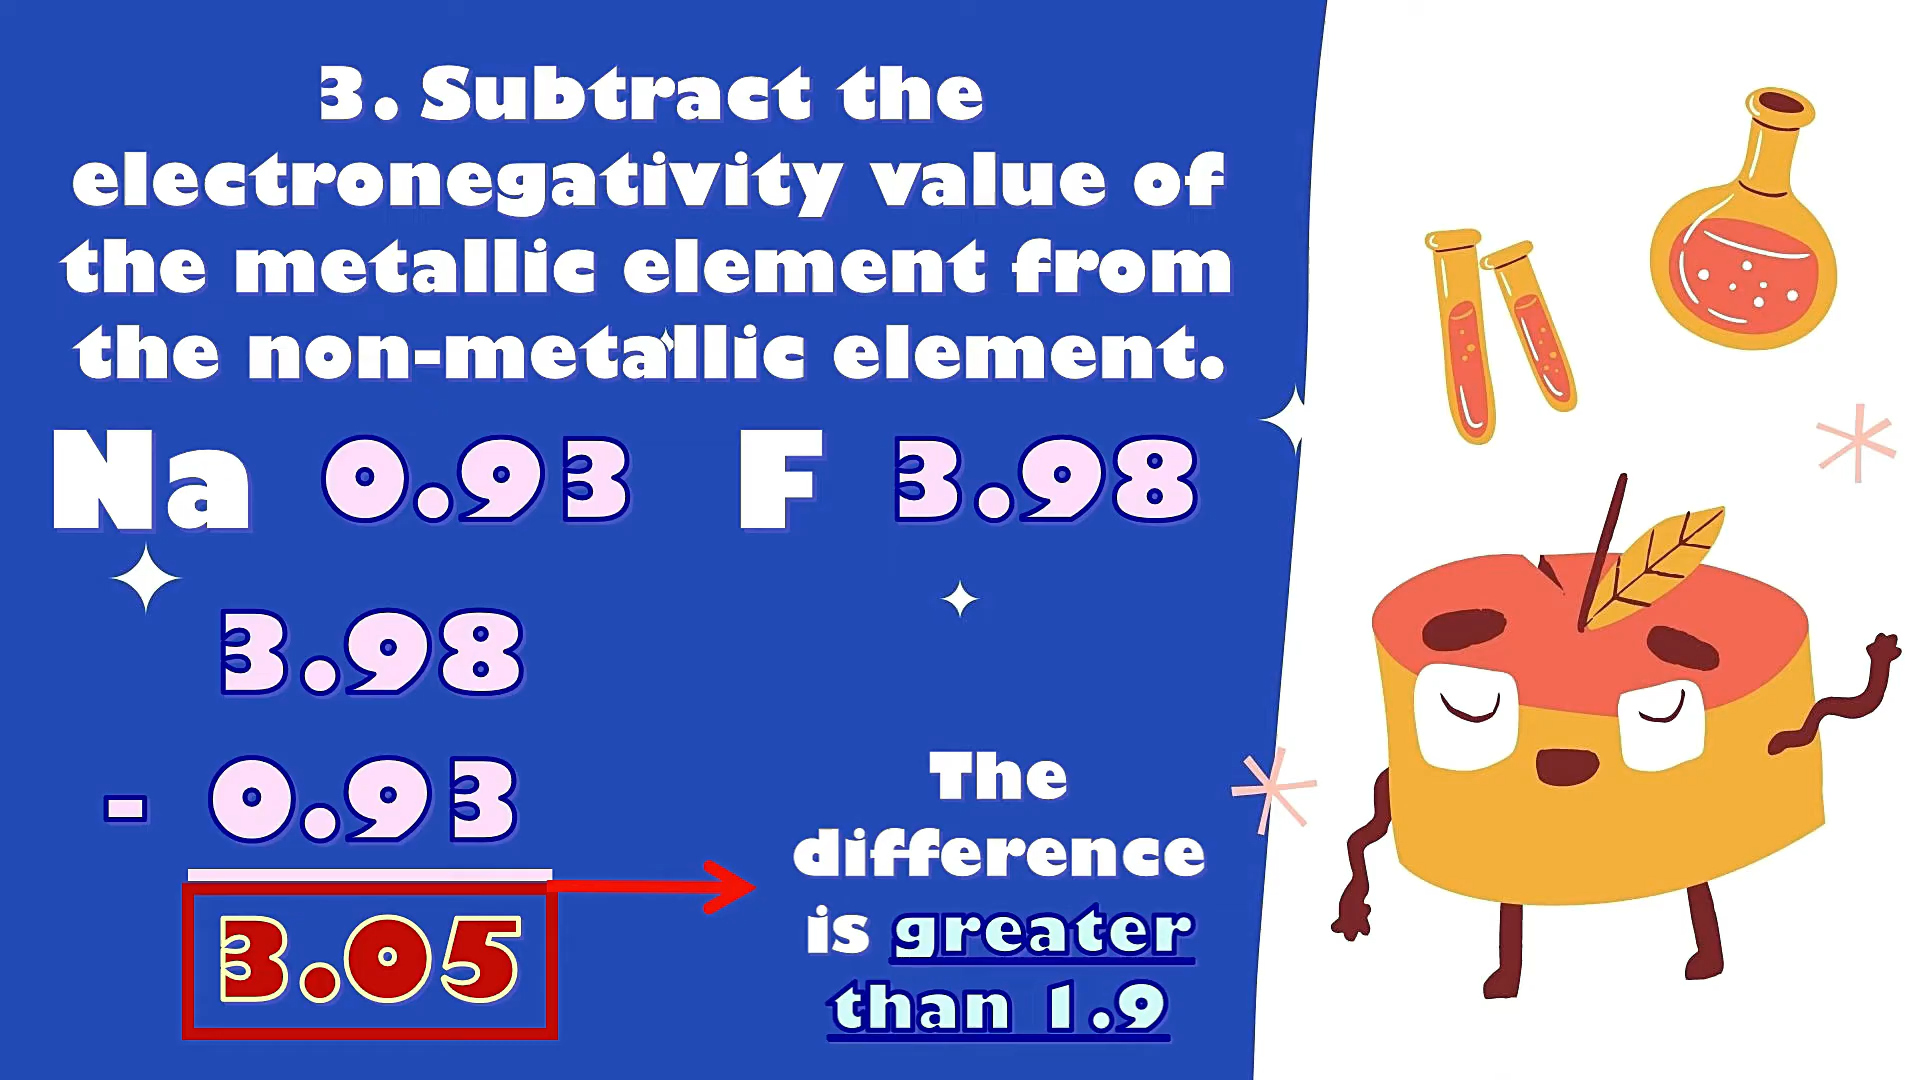 3. Subtract the
electronegativity value of
the metallic element from
the non-metallic element.
Na 0.93 F 3.98
3.98
- 0.93
3.05
The
difference
is greater
than 1.9